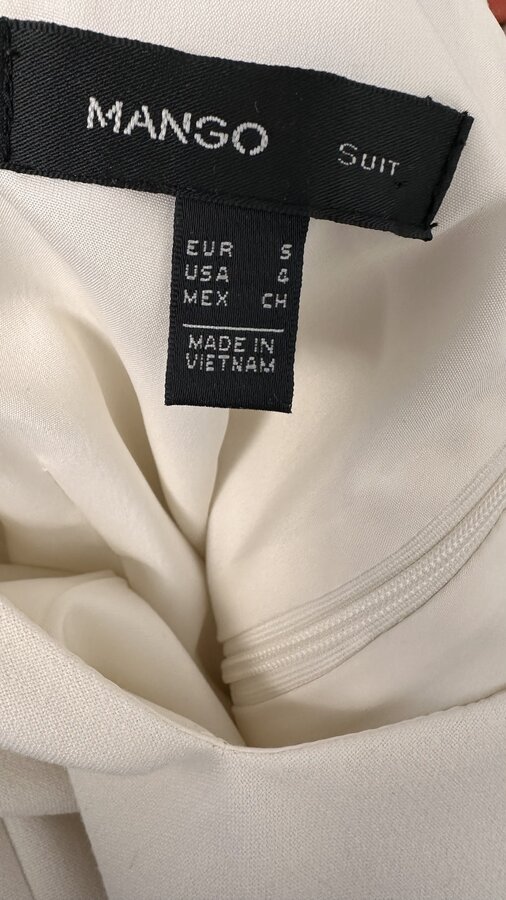 MANGO Suit
EUR S
USA 4
MEX CH
MADE IN
VIETNAM